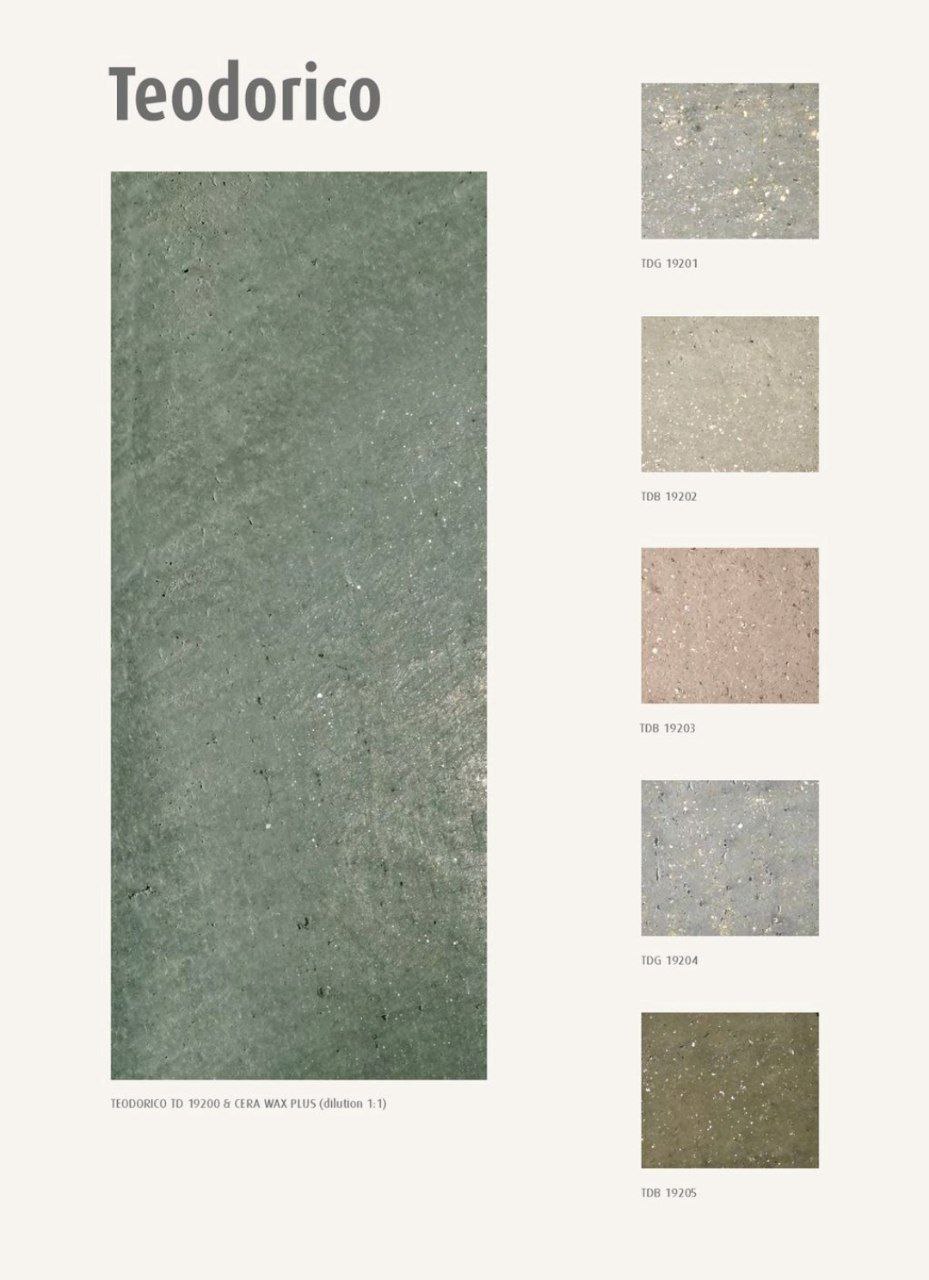 Teodorico
TEODORICO TD 19200 & CERA WAX PLUS (dilution 1:1)
TDG 19201
TDB 19202
TDB 19203
TDG 19204
TDB 19205